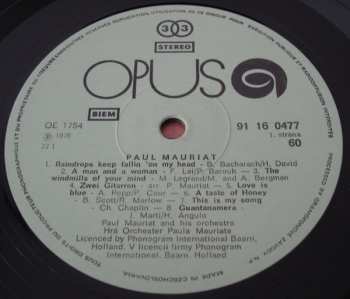 33
STEREO
OPUS
OE 1754
BIEM
91 16 0477
1. strana
60
℗ 1976
22 I
PAUL MAURIAT
1. Raindrops keep fallin 'on my head - B. Bacharach/H. David
2. A man and a woman - F. Lai/P. Barouk - 3. The
windmills of your mind - M. Legrand/M. and A. Bergman
4. Zwei Gitarren - arr. P. Mauriat - 5. Love is
blue - A. Popp/P. Cour - 6. A taste of Honey
- B. Scott/R. Marlow - 7. This is my song
- Ch. Chaplin - 8. Guantanamera -
J. Marti/H. Angulo
Paul Mauriat and his orchestra
Hrá Orchester Paula Mauriata
Licenced by Phonogram International Baarn,
Holland. V licencii firmy Phonogram
Internat. Baarn, Holland
MADE IN CZECHOSLOVAKIA